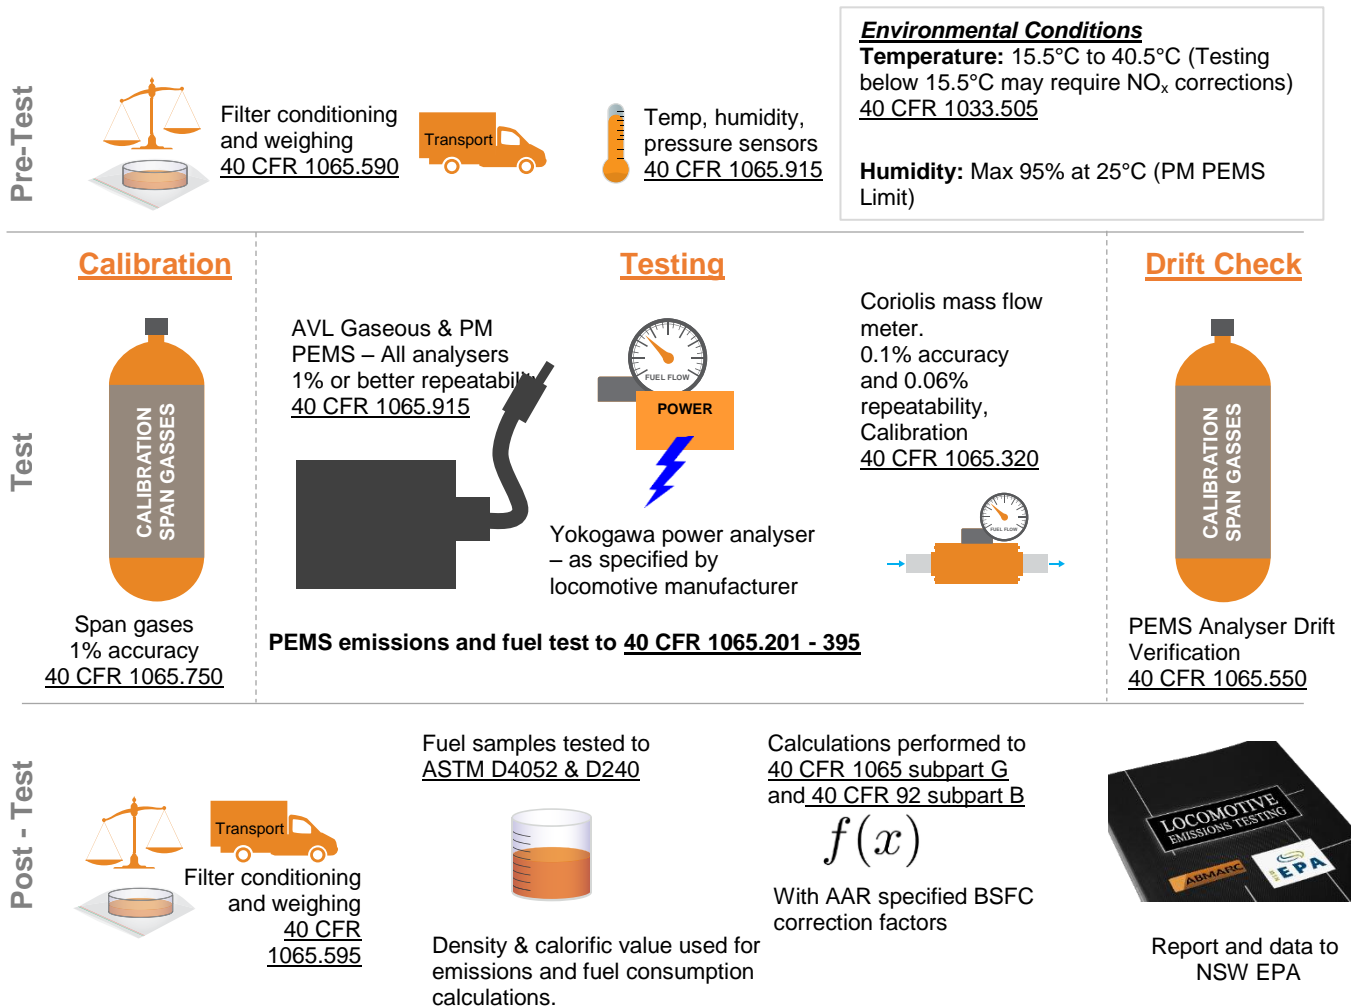 Pre-Test
Filter conditioning
and weighing
40 CFR 1065.590
Transport
Temp, humidity,
pressure sensors
40 CFR 1065.915
Environmental Conditions
Temperature: 15.5°C to 40.5°C (Testing
below 15.5°C may require NOx corrections)
40 CFR 1033.505
Humidity: Max 95% at 25°C (PM PEMS
Limit)
Test
Calibration
CALIBRATION
SPAN GASSES
Span gases
1% accuracy
40 CFR 1065.750
Testing
AVL Gaseous & PM
PEMS – All analysers
1% or better repeatability
40 CFR 1065.915
FUEL FLOW
POWER
Yokogawa power analyser
– as specified by
locomotive manufacturer
Coriolis mass flow
meter.
0.1% accuracy
and 0.06%
repeatability,
Calibration
40 CFR 1065.320
FUEL FLOW
PEMS emissions and fuel test to 40 CFR 1065.201 - 395
Drift Check
CALIBRATION
SPAN GASSES
PEMS Analyser Drift
Verification
40 CFR 1065.550
Post - Test
Transport
Filter conditioning
and weighing
40 CFR
1065.595
Fuel samples tested to
ASTM D4052 & D240
Density & calorific value used for
emissions and fuel consumption
calculations.
Calculations performed to
40 CFR 1065 subpart G
and 40 CFR 92 subpart B
f(x)
With AAR specified BSFC
correction factors
LOCOMOTIVE
EMISSIONS TESTING
ABMARC
EPA
Report and data to
NSW EPA